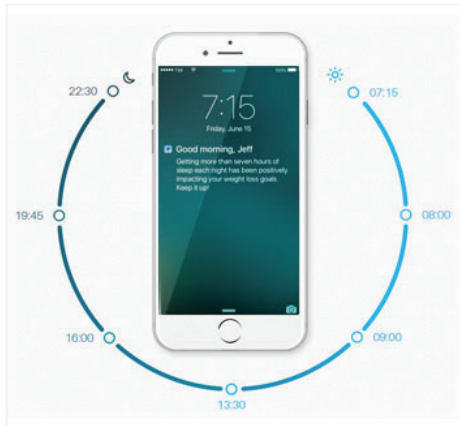 22:30
07:15
100%
7:15
Friday, June 15
Good morning, Jeff
Getting more than seven hours of
sleep each night has been positively
impacting your weight loss goals.
Keep it up!
19:45
08:00
16:00
09:00
13:30